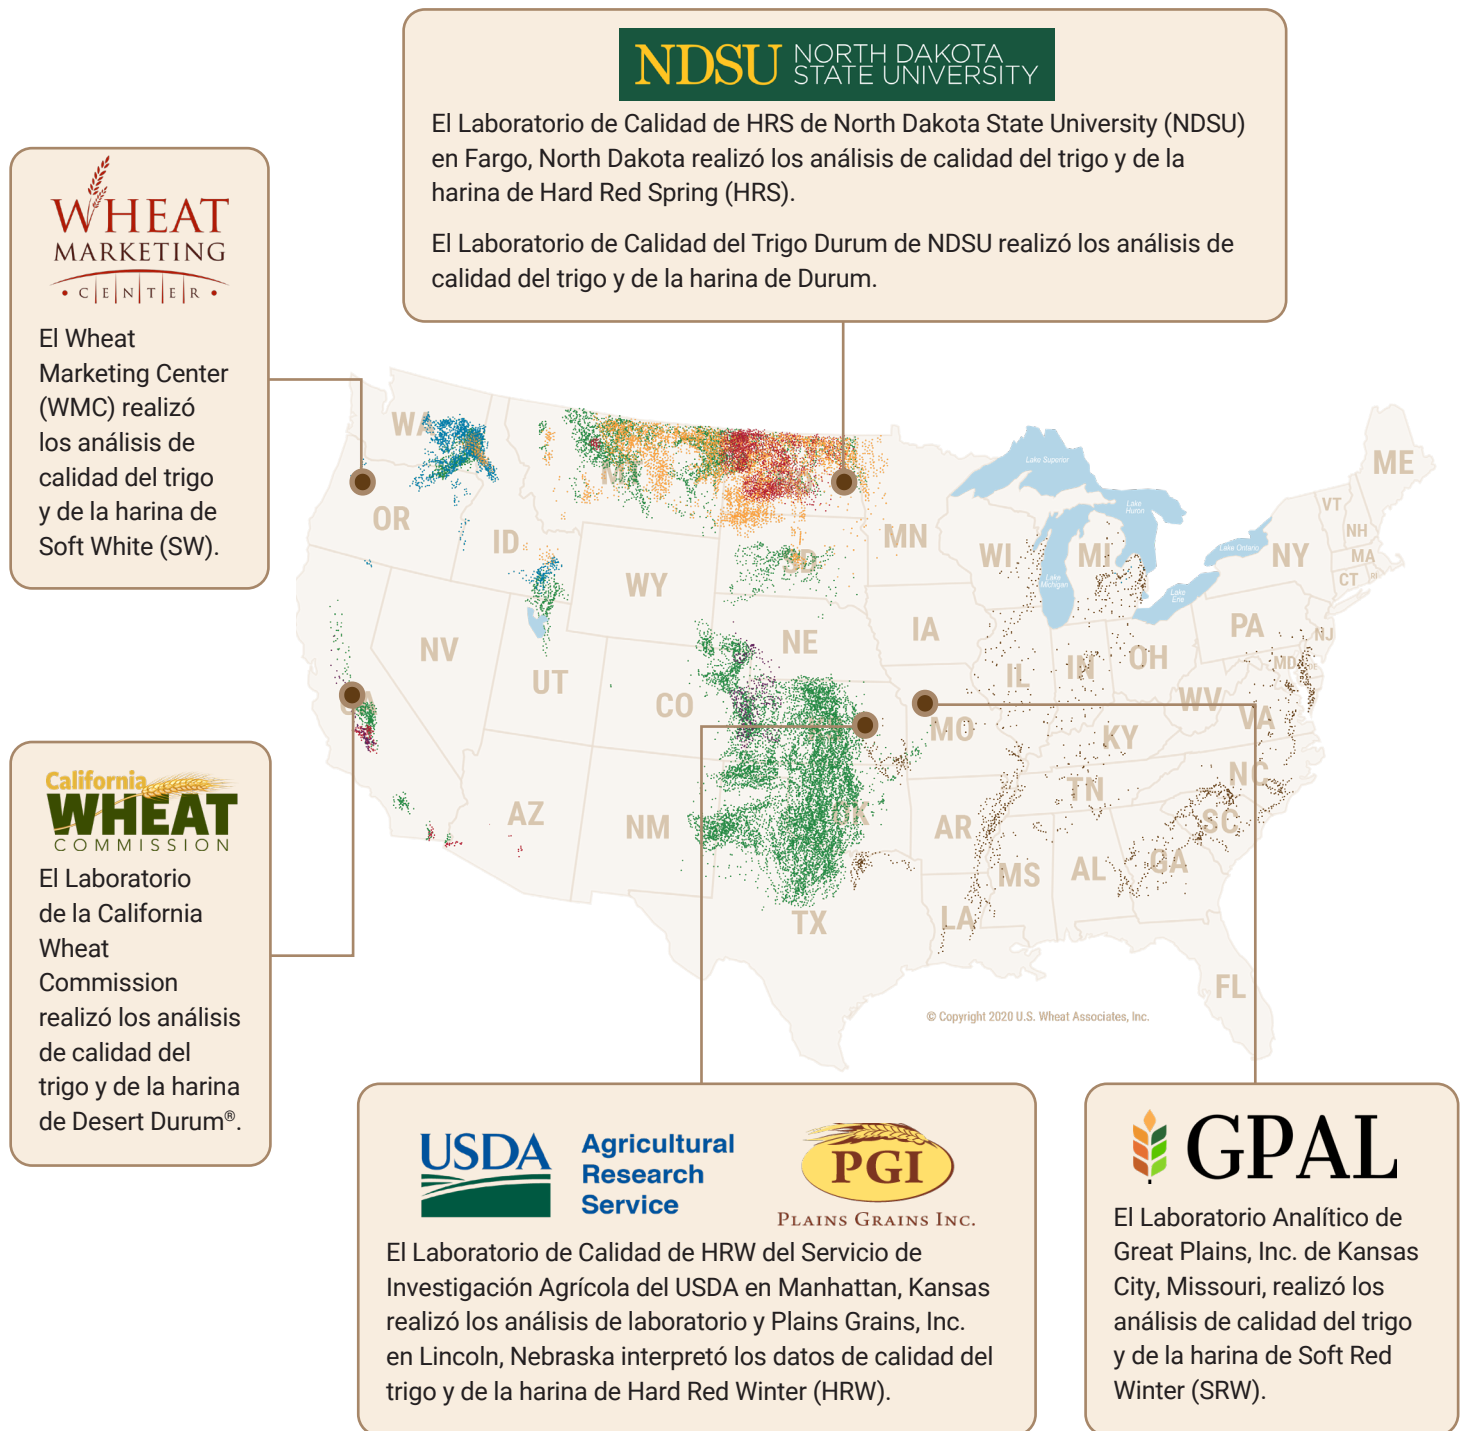 NDSU NORTH DAKOTA
STATE UNIVERSITY
El Laboratorio de Calidad de HRS de North Dakota State University (NDSU)
en Fargo, North Dakota realizó los análisis de calidad del trigo y de la
harina de Hard Red Spring (HRS).
El Laboratorio de Calidad del Trigo Durum de NDSU realizó los análisis de
calidad del trigo y de la harina de Durum.
WHEAT
MARKETING
CENTER
El Wheat
Marketing Center
(WMC) realizó
los análisis de
calidad del trigo
y de la harina de
Soft White (SW).
WA
OR
ID
WY
NV
UT
CO
AZ
NM
SD
NE
OK
TX
MN
IA
MO
AR
LA
WI
IL
MI
IN
OH
KY
TN
MS
AL
GA
FL
SC
NC
VA
WV
MD
PA
NJ
NY
CT
RI
MA
NH
VT
ME
Lake Superior
Lake
Huron
Lake
Michigan
Lake Ontario
Lake
Erie
© Copyright 2020 U.S. Wheat Associates, Inc.
California
WHEAT
COMMISSION
El Laboratorio
de la California
Wheat
Commission
realizó los análisis
de calidad del
trigo y de la harina
de Desert Durum®.
USDA
Agricultural
Research
Service
PGI
PLAINS GRAINS INC.
El Laboratorio de Calidad de HRW del Servicio de
Investigación Agrícola del USDA en Manhattan, Kansas
realizó los análisis de laboratorio y Plains Grains, Inc.
en Lincoln, Nebraska interpretó los datos de calidad del
trigo y de la harina de Hard Red Winter (HRW).
GPAL
El Laboratorio Analítico de
Great Plains, Inc. de Kansas
City, Missouri, realizó los
análisis de calidad del trigo
y de la harina de Soft Red
Winter (SRW).